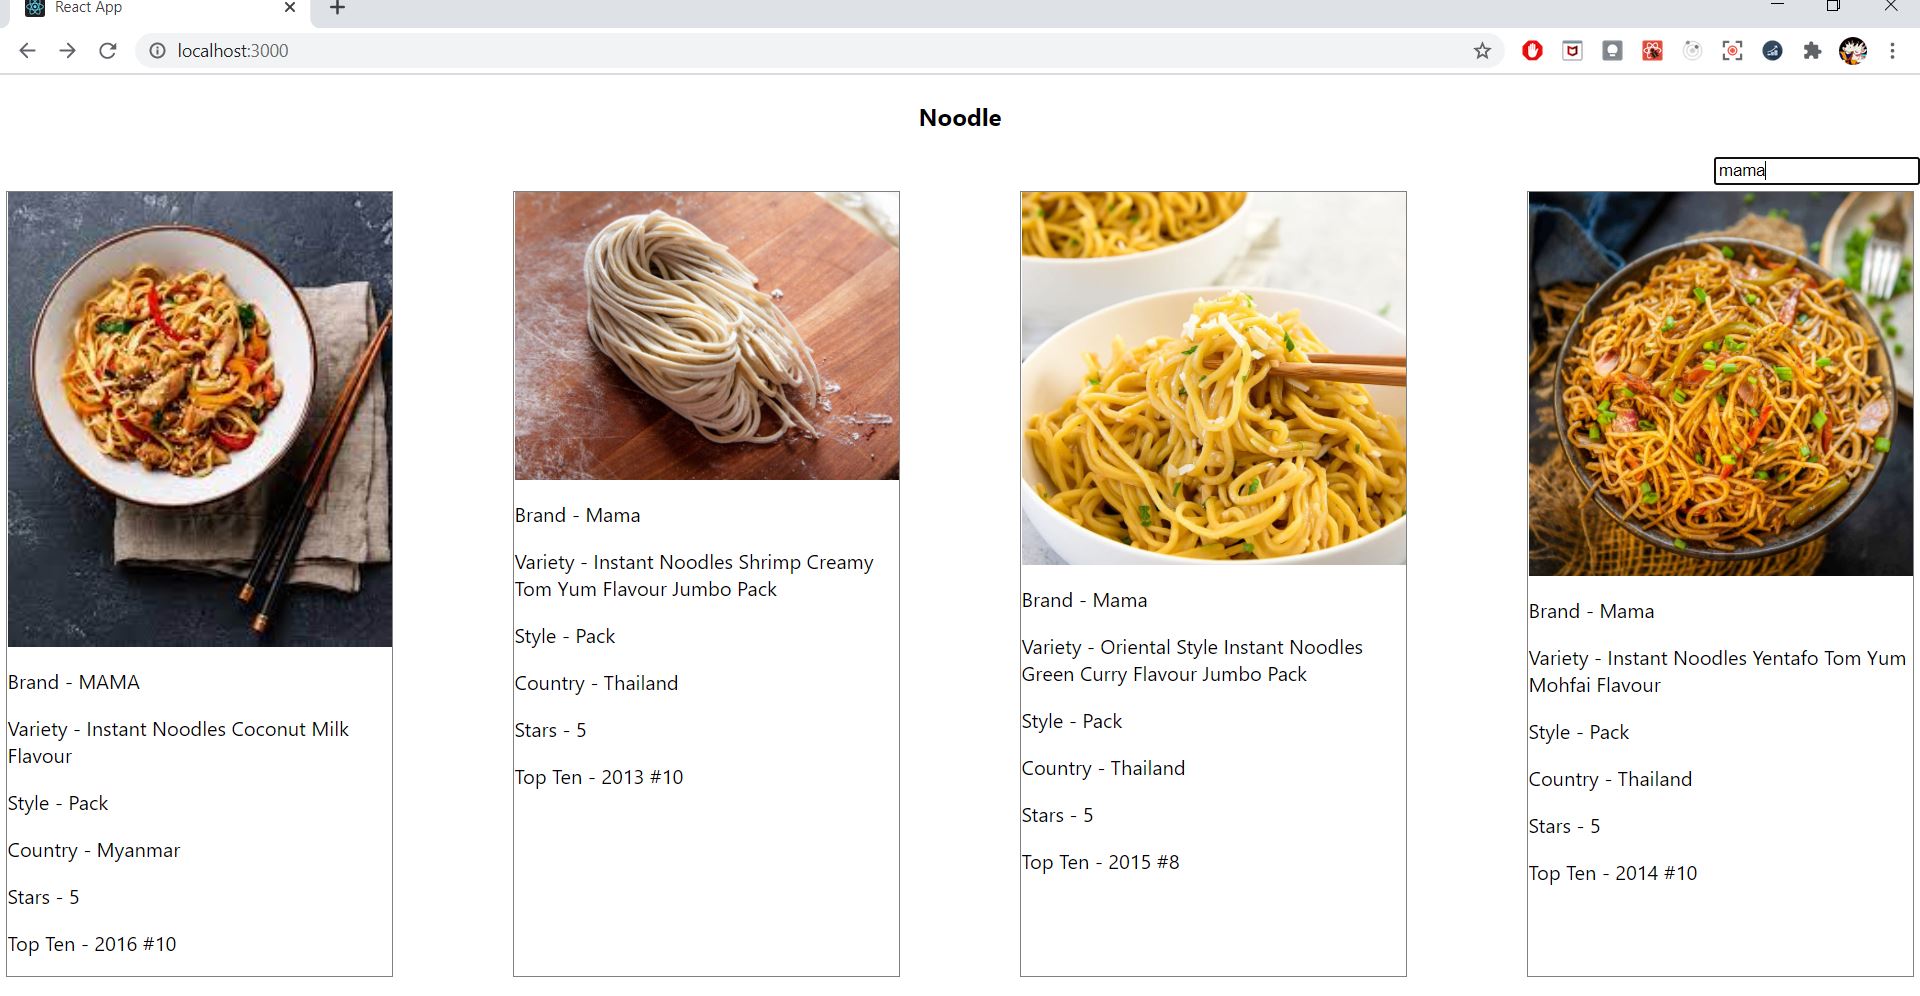 React App
localhost:3000
Noodle
mama
Brand - MAMA
Variety - Instant Noodles Coconut Milk
Flavour
Style - Pack
Country - Myanmar
Stars - 5
Top Ten - 2016 #10
Brand - Mama
Variety - Instant Noodles Shrimp Creamy
Tom Yum Flavour Jumbo Pack
Style - Pack
Country - Thailand
Stars - 5
Top Ten - 2013 #10
Brand - Mama
Variety - Oriental Style Instant Noodles
Green Curry Flavour Jumbo Pack
Style - Pack
Country - Thailand
Stars - 5
Top Ten - 2015 #8
Brand - Mama
Variety - Instant Noodles Yentafo Tom Yum
Mohfai Flavour
Style - Pack
Country - Thailand
Stars - 5
Top Ten - 2014 #10